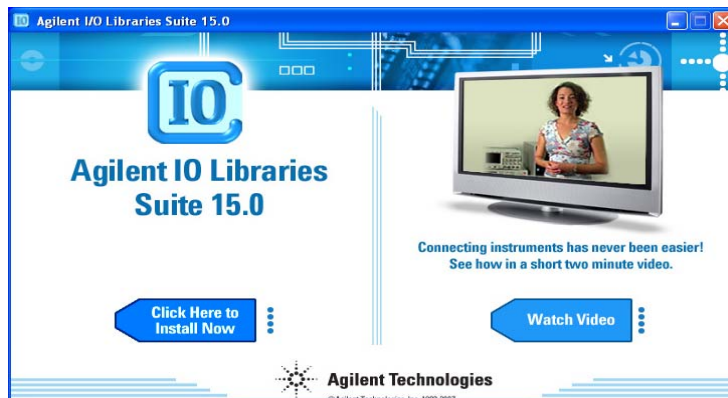 Agilent I/O Libraries Suite 15.0
IO
Agilent IO Libraries
Suite 15.0
Connecting instruments has never been easier!
See how in a short two minute video.
Click Here to
Install Now
Watch Video
Agilent Technologies